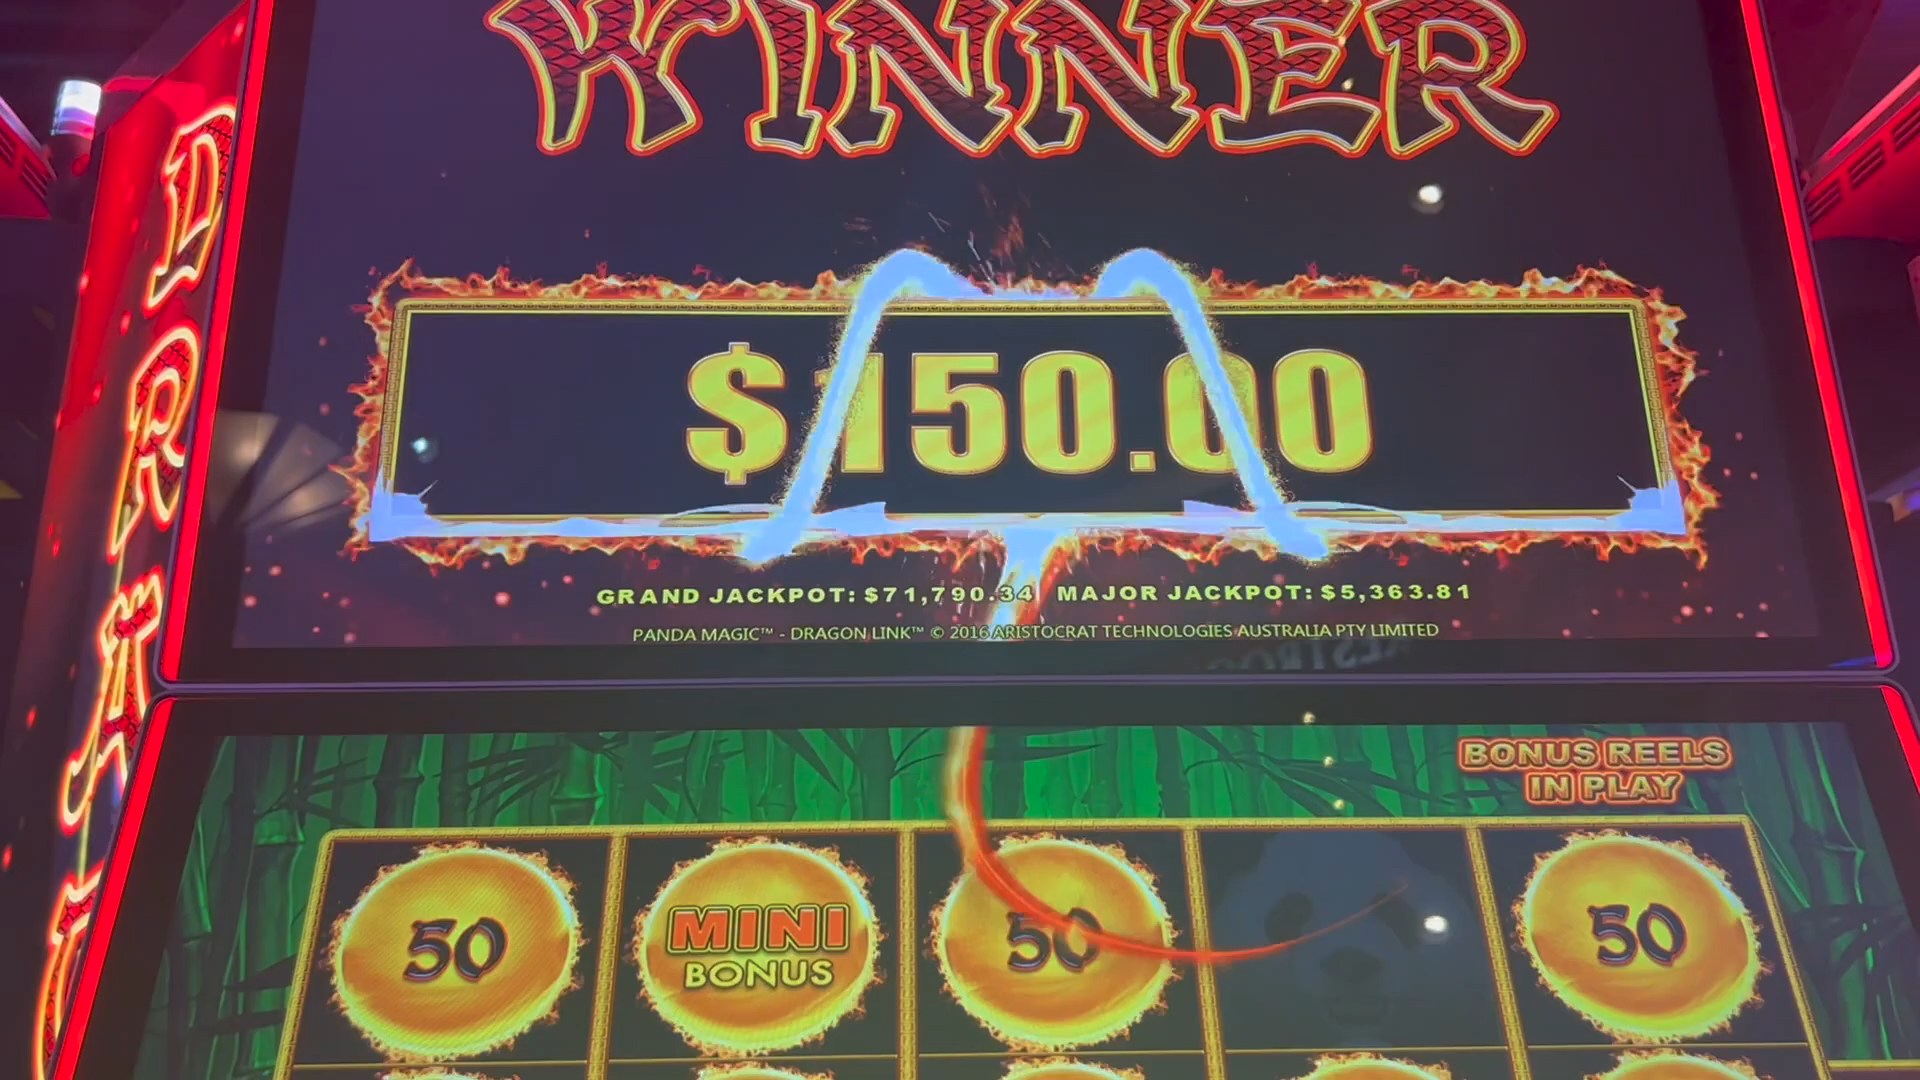 WINNER
$150.00
GRAND JACKPOT: $71,790.34 MAJOR JACKPOT: $5,363.81
PANDA MAGIC™ - DRAGON LINK™ © 2016 ARISTOCRAT TECHNOLOGIES AUSTRALIA PTY LIMITED
BONUS REELS
IN PLAY
50
MINI
BONUS
50
50
DRA